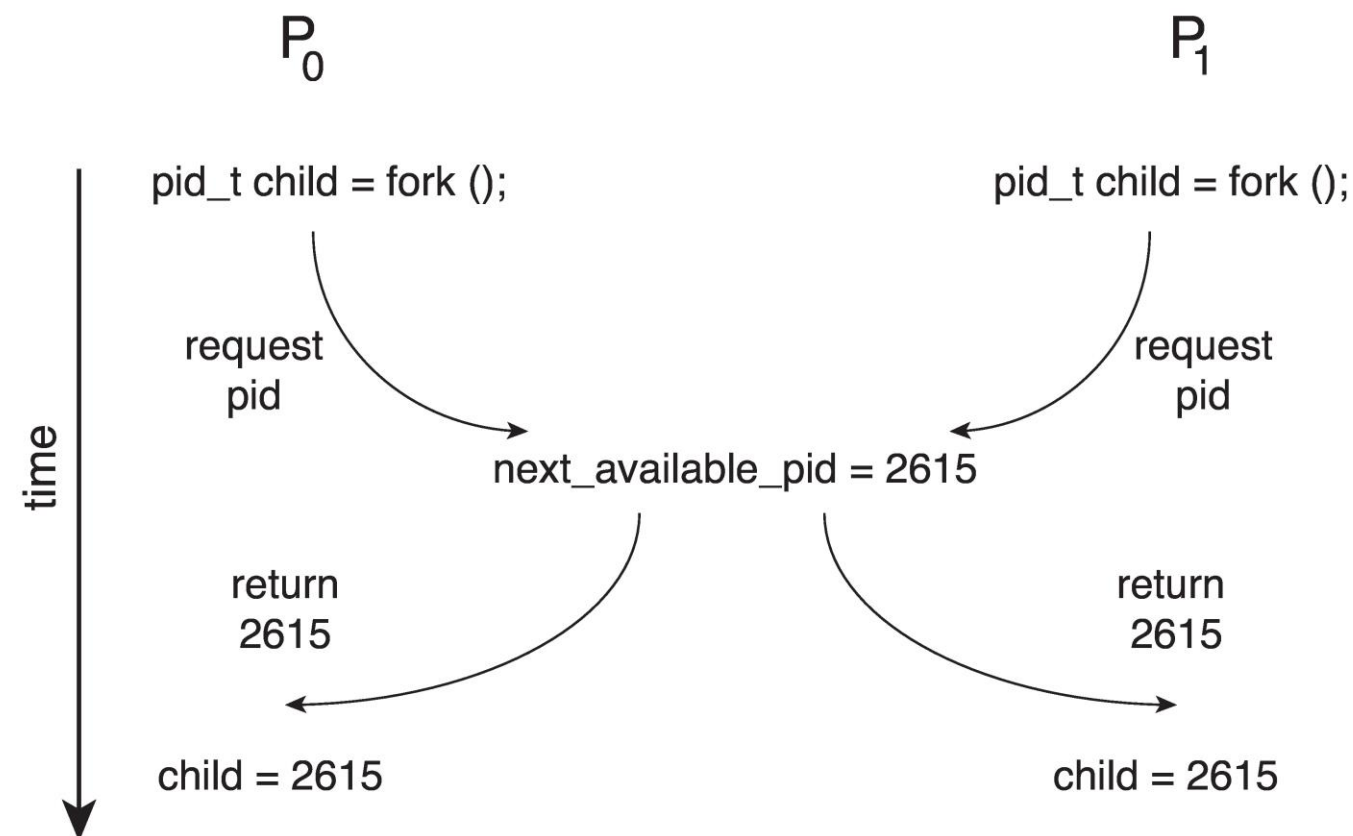 P0
P1
pid_t child = fork ();
pid_t child = fork ();
request
pid
request
pid
time
next_available_pid = 2615
return
2615
return
2615
child = 2615
child = 2615